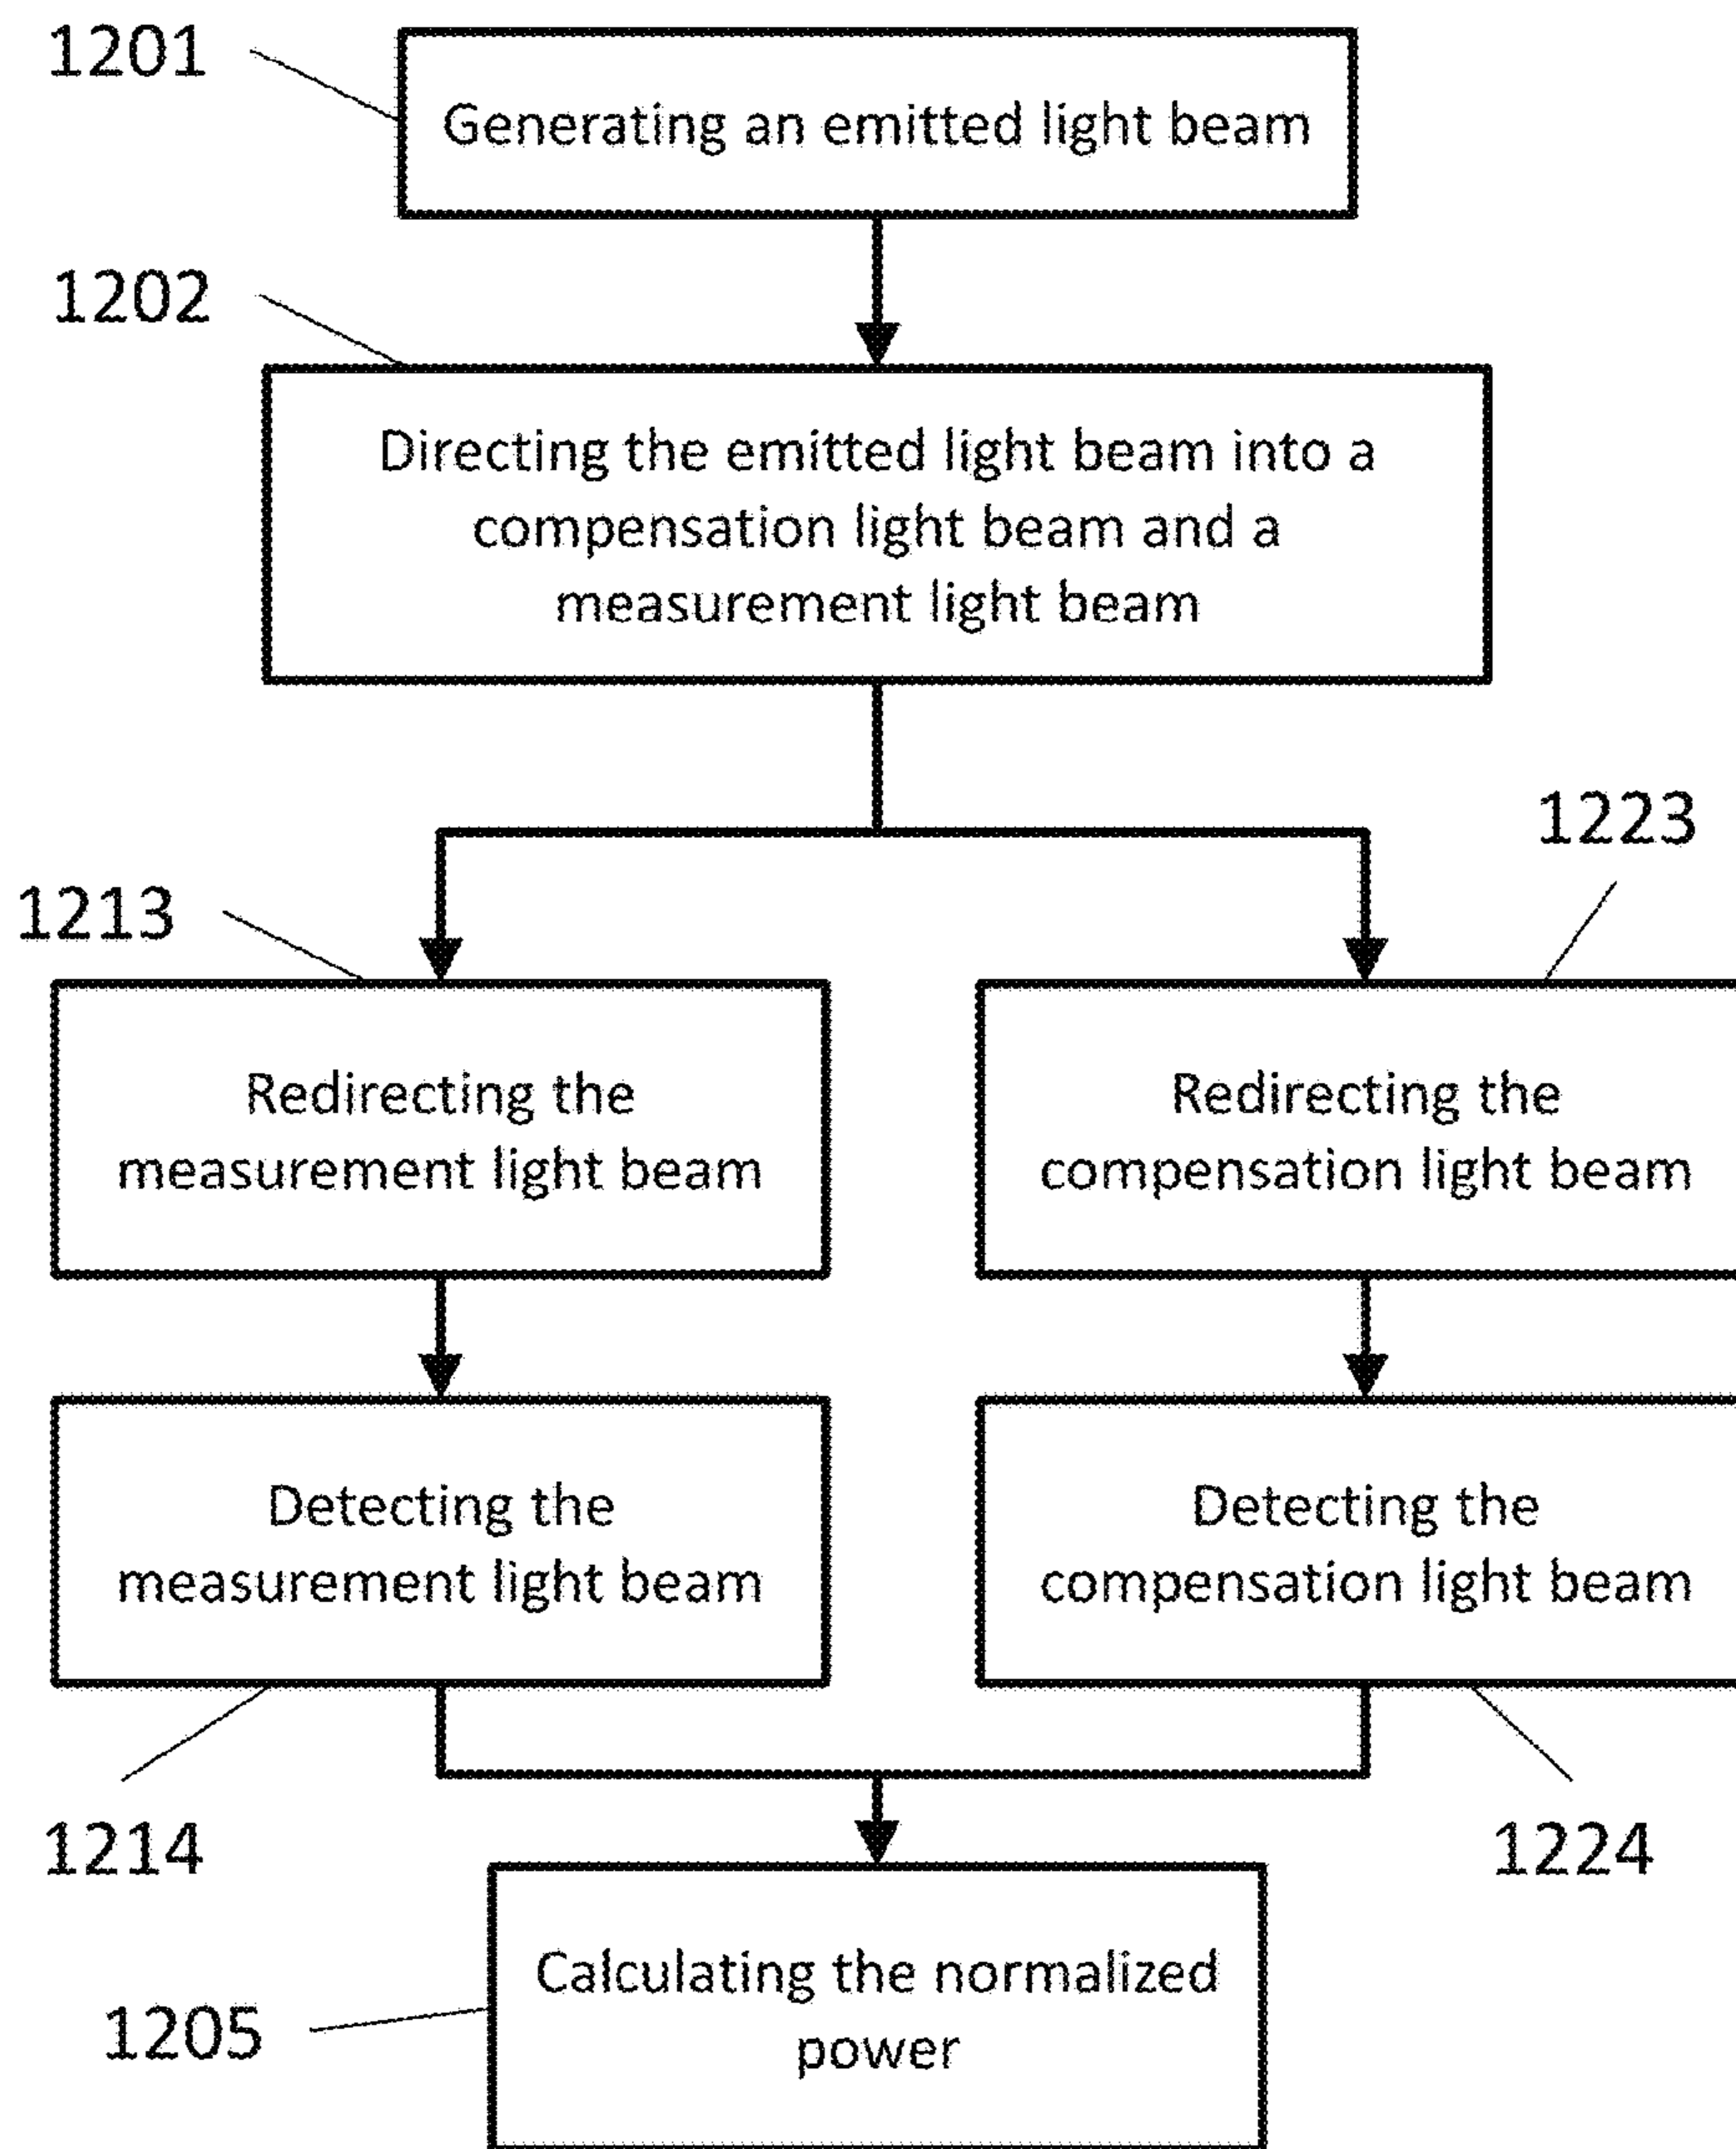 1201
Generating an emitted light beam
1202
Directing the emitted light beam into a
compensation light beam and a
measurement light beam
1223
1213
Redirecting the
measurement light beam
Redirecting the
compensation light beam
Detecting the
measurement light beam
Detecting the
compensation light beam
1214
1224
Calculating the normalized
power
1205